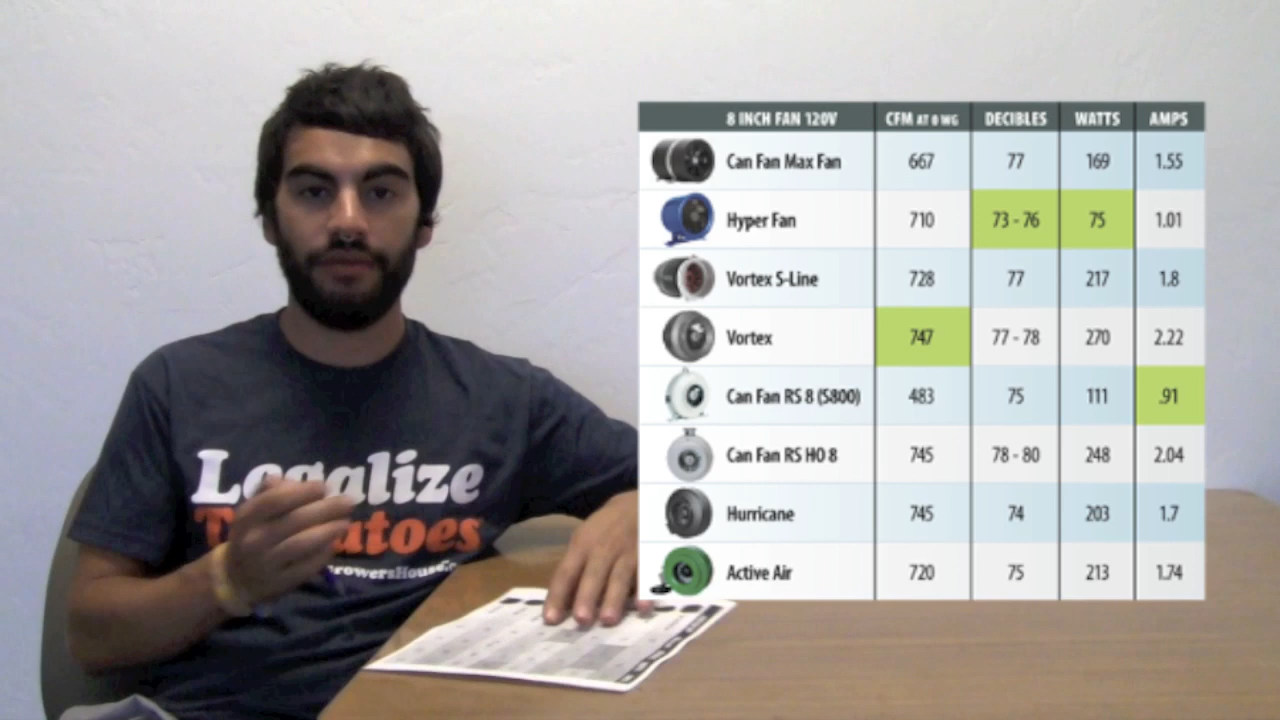 8 INCH FAN 120V CFM AT 0 WG DECIBLES WATTS AMPS
Can Fan Max Fan 667 77 169 1.55
Hyper Fan 710 73 - 76 75 1.01
Vortex S-Line 728 77 217 1.8
Vortex 747 77 - 78 270 2.22
Can Fan RS 8 (S800) 483 75 111 .91
Can Fan RS HO 8 745 78 - 80 248 2.04
Hurricane 745 74 203 1.7
Active Air 720 75 213 1.74
Legalize